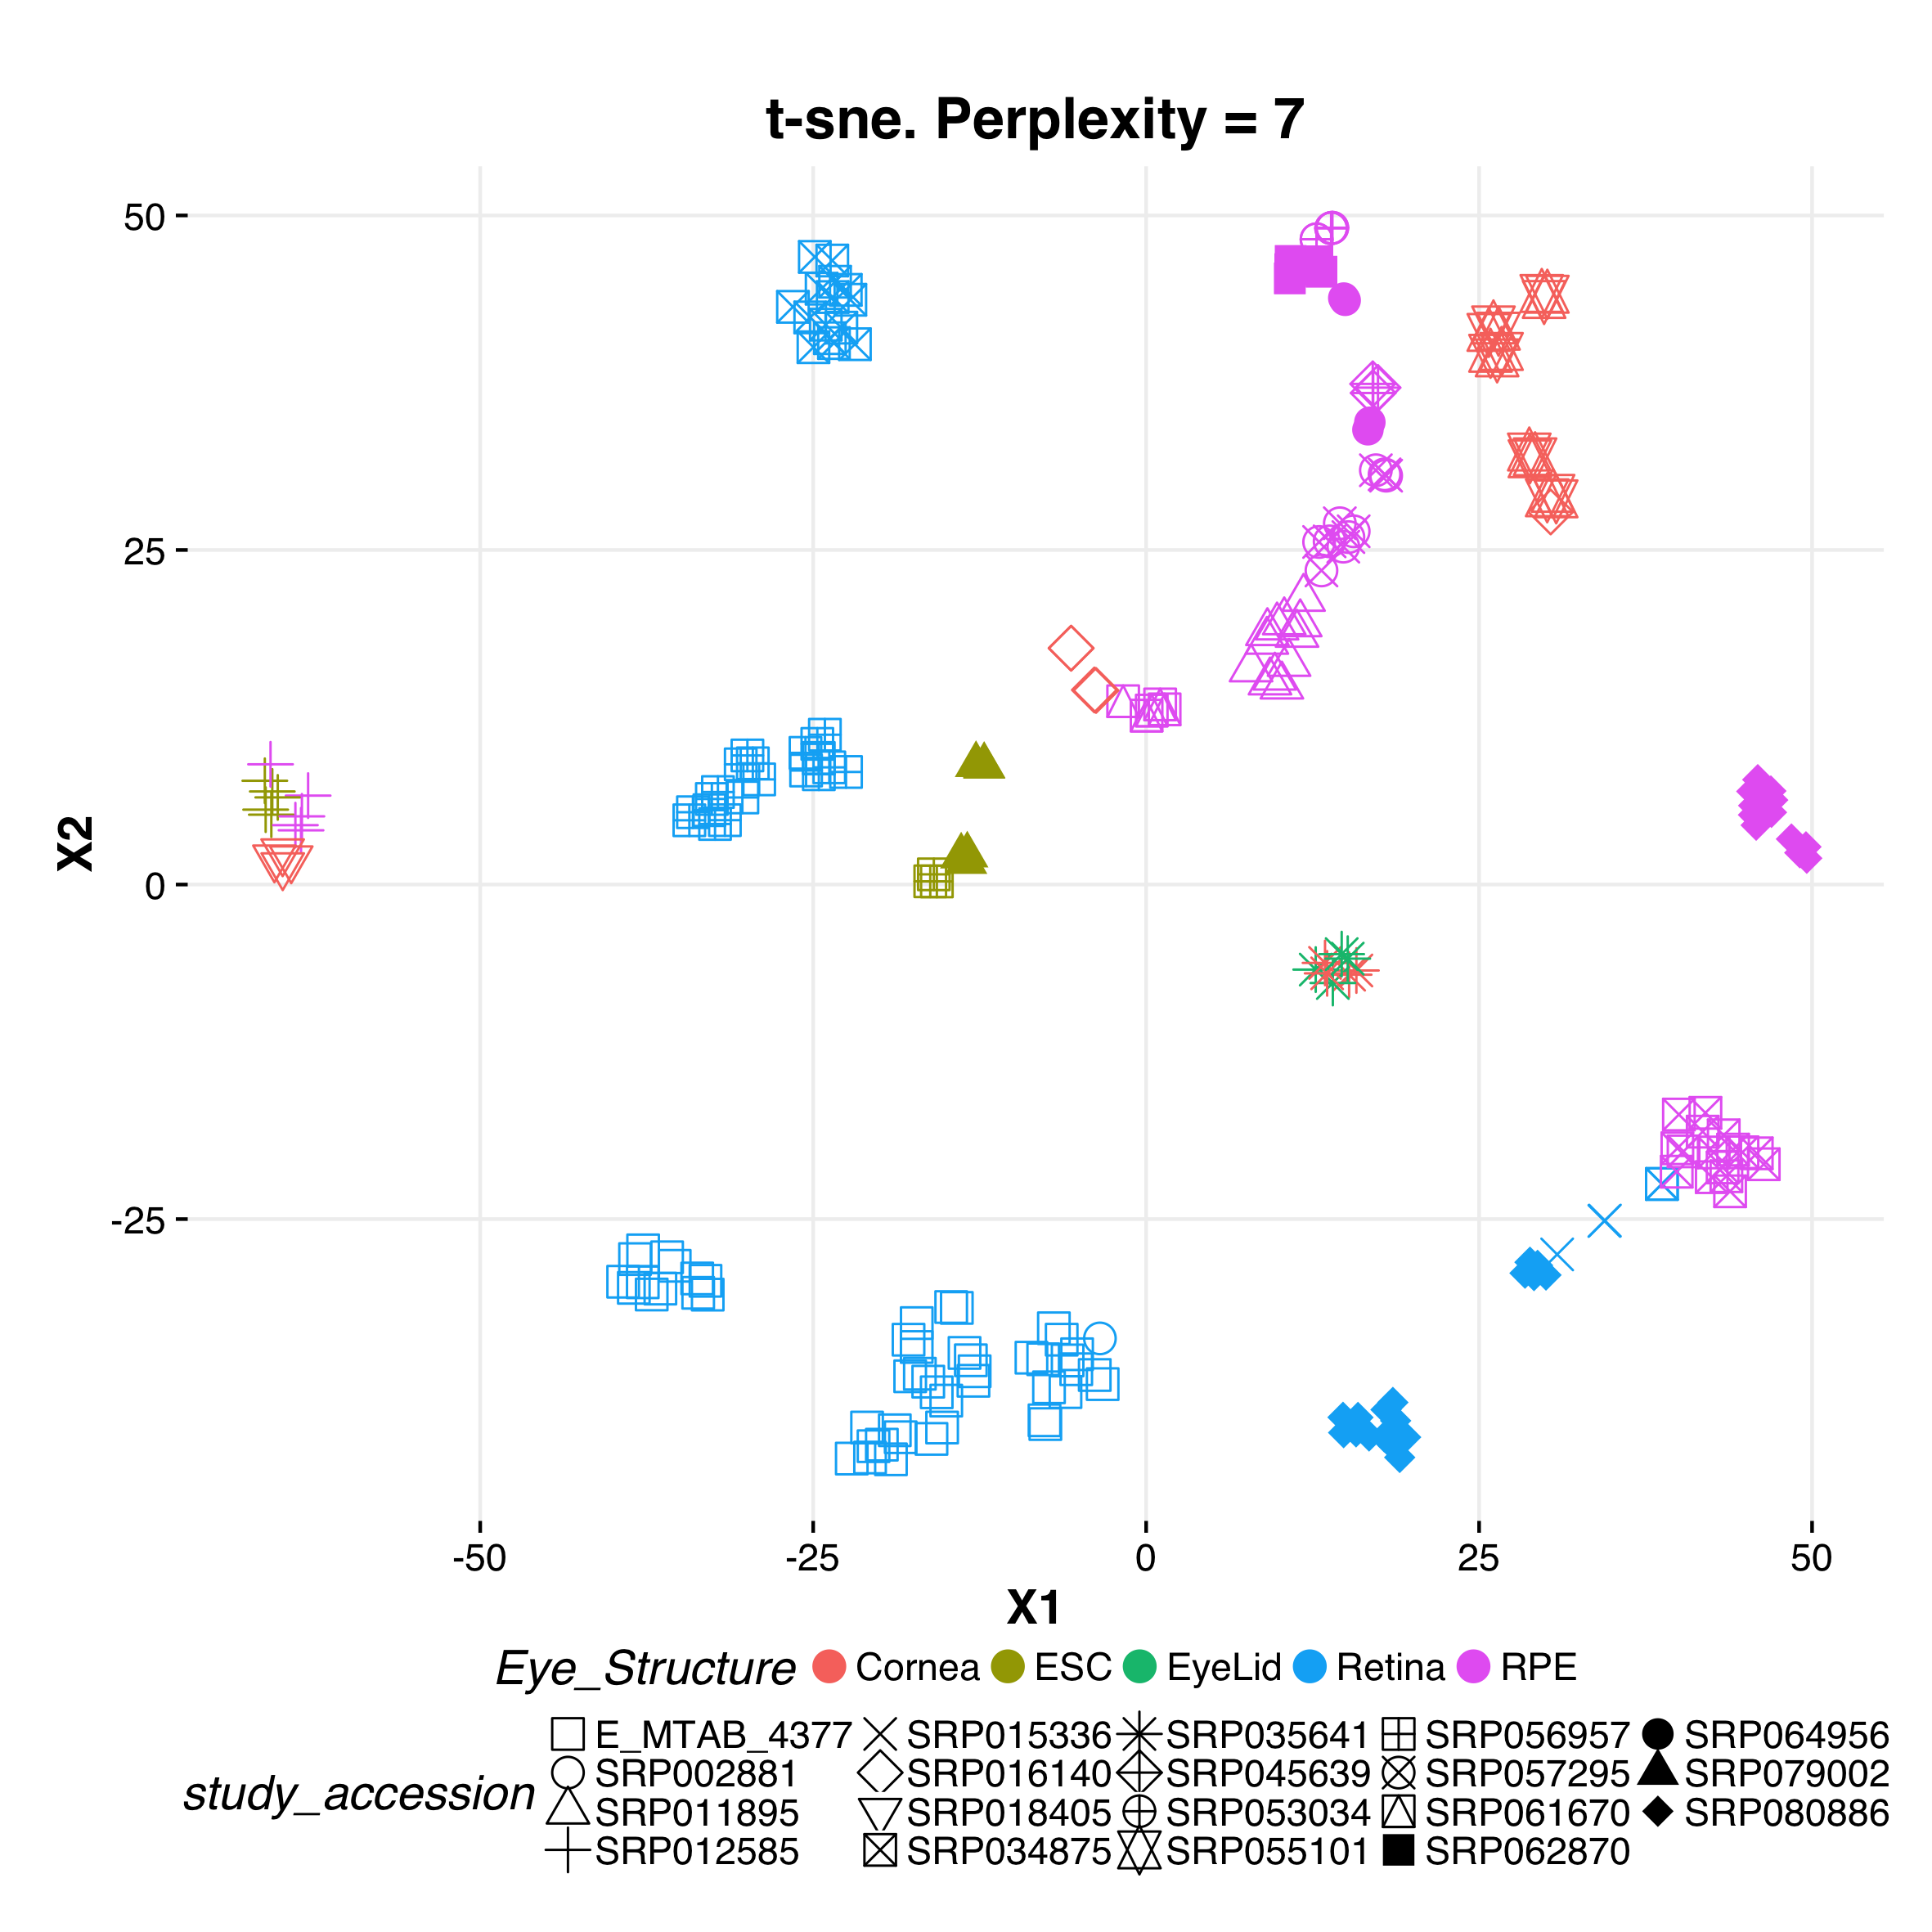 t-sne. Perplexity = 7
50
25
0
-25
X2
-50 -25 0 25 50
X1
Eye_Structure Cornea ESC EyeLid Retina RPE
study_accession
E_MTAB_4377 SRP015336 SRP035641 SRP056957 SRP064956
SRP002881 SRP016140 SRP045639 SRP057295 SRP079002
SRP011895 SRP018405 SRP053034 SRP061670 SRP080886
SRP012585 SRP034875 SRP055101 SRP062870